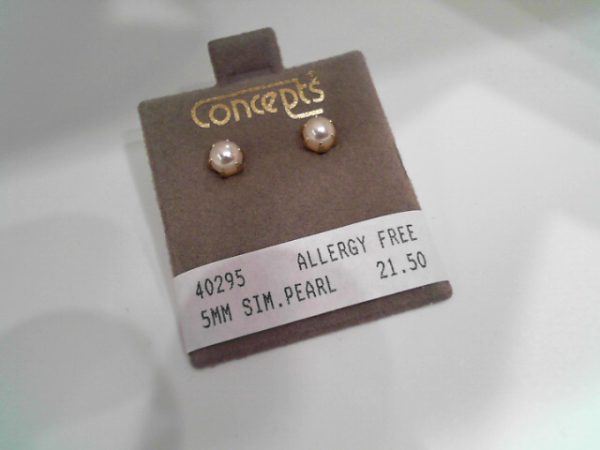 Concepts
40295 ALLERGY FREE
5MM SIM.PEARL 21.50